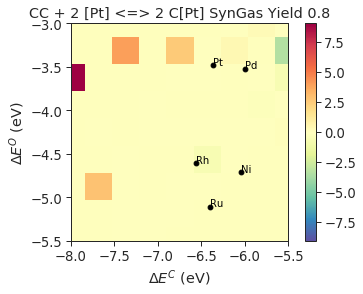 CC + 2 [Pt] <=> 2 C[Pt] SynGas Yield 0.8
−3.0
−3.5
−4.0
−4.5
−5.0
−5.5
ΔE^O (eV)
Pt
Pd
Rh
Ni
Ru
−8.0 −7.5 −7.0 −6.5 −6.0 −5.5
ΔE^C (eV)
7.5
5.0
2.5
0.0
−2.5
−5.0
−7.5